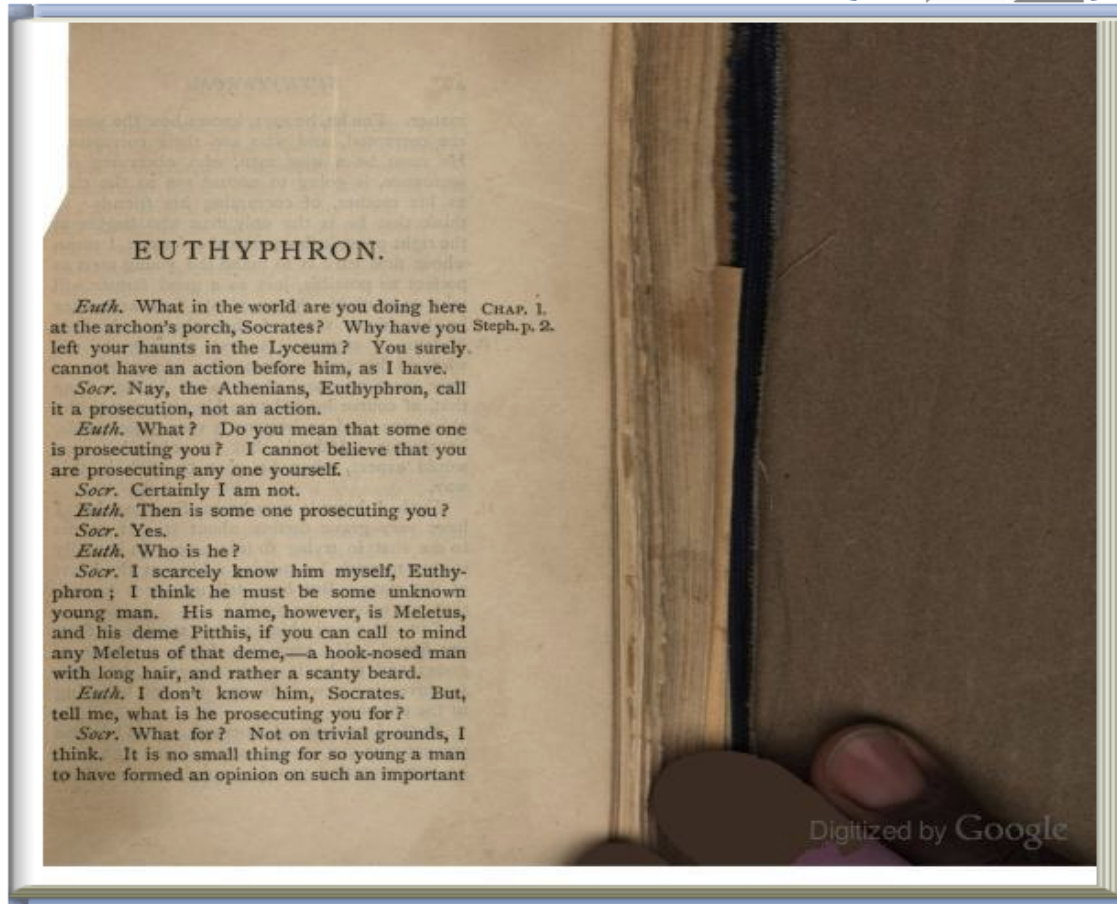 EUTHYPHRON.
Euth. What in the world are you doing here
CHAP. 1.
at the archon's porch, Socrates? Why have you
Steph. p. 2.
left your haunts in the Lyceum? You surely
cannot have an action before him, as I have.
Socr. Nay, the Athenians, Euthyphron, call
it a prosecution, not an action.
Euth. What? Do you mean that some one
is prosecuting you? I cannot believe that you
are prosecuting any one yourself.
Socr. Certainly I am not.
Euth. Then is some one prosecuting you?
Socr. Yes.
Euth. Who is he?
Socr. I scarcely know him myself, Euthy-
phron; I think he must be some unknown
young man. His name, however, is Meletus,
and his deme Pitthis, if you can call to mind
any Meletus of that deme,—a hook-nosed man
with long hair, and rather a scanty beard.
Euth. I don't know him, Socrates. But,
tell me, what is he prosecuting you for?
Socr. What for? Not on trivial grounds, I
think. It is no small thing for so young a man
to have formed an opinion on such an important
Digitized by Google